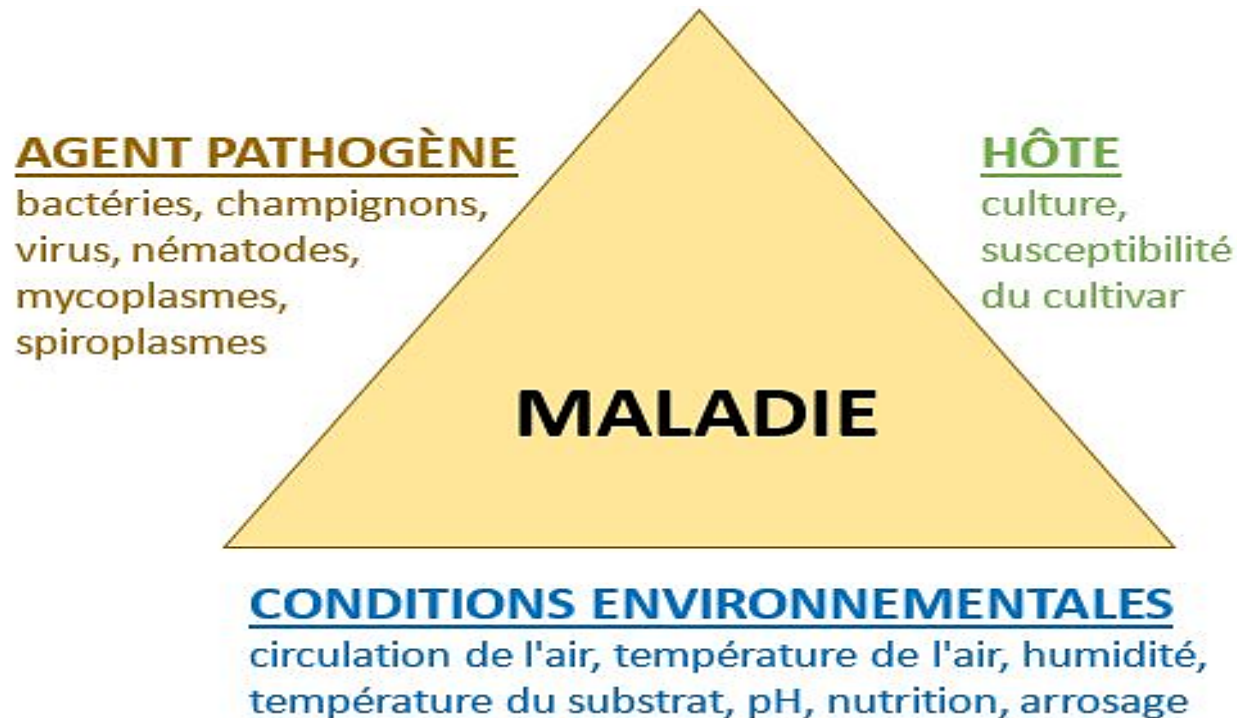 AGENT PATHOGÈNE
bactéries, champignons,
virus, nématodes,
mycoplasmes,
spiroplasmes
HÔTE
culture,
susceptibilité
du cultivar
MALADIE
CONDITIONS ENVIRONNEMENTALES
circulation de l'air, température de l'air, humidité,
température du substrat, pH, nutrition, arrosage